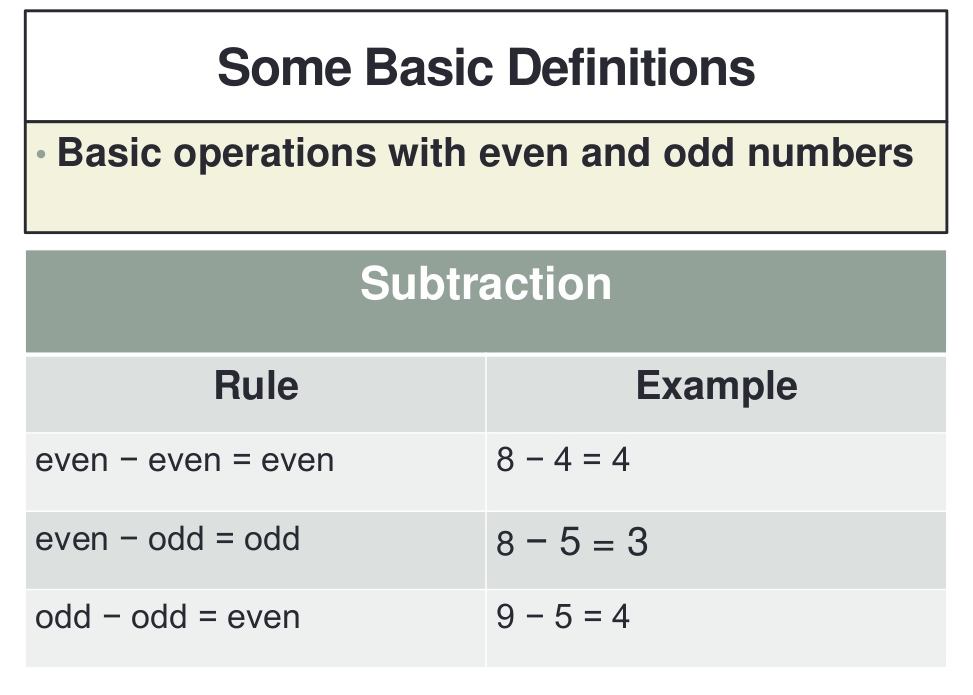 Some Basic Definitions
• Basic operations with even and odd numbers
Subtraction
Rule Example
even − even = even 8 − 4 = 4
even − odd = odd 8 − 5 = 3
odd − odd = even 9 − 5 = 4